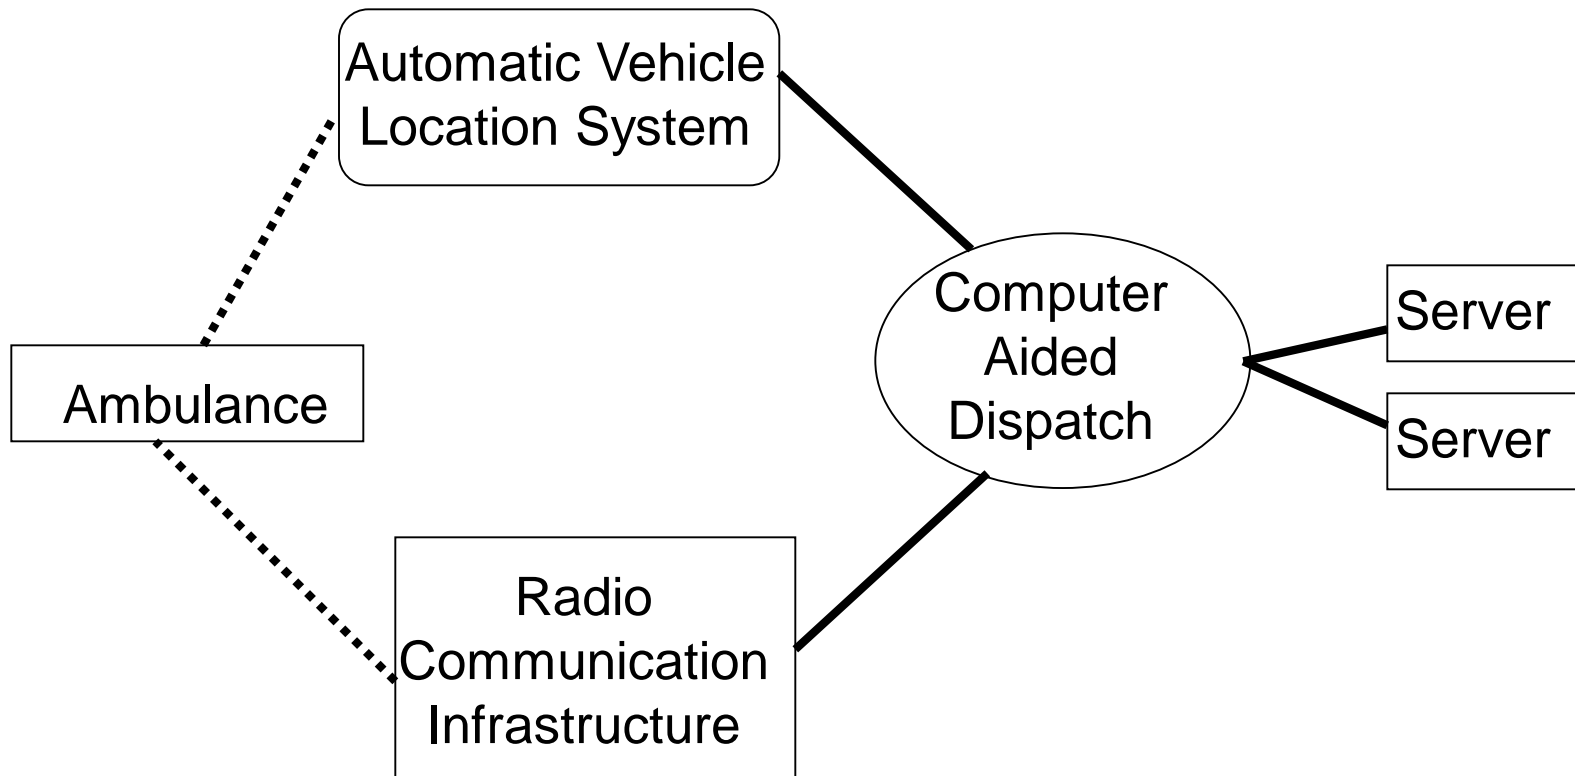 Automatic Vehicle
Location System
Ambulance
Computer
Aided
Dispatch
Server
Server
Radio
Communication
Infrastructure